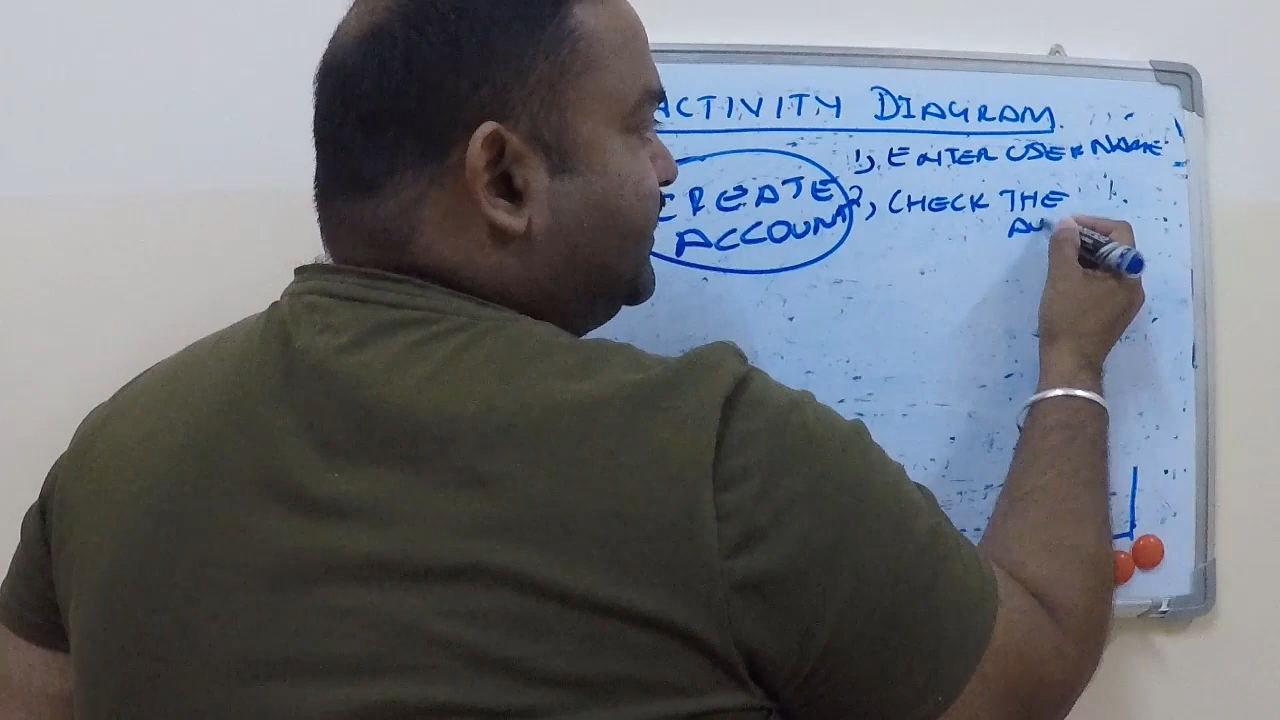 ACTIVITY DIAGRAM
1, ENTER USER NAME
CREATE
ACCOUNT
2, CHECK THE